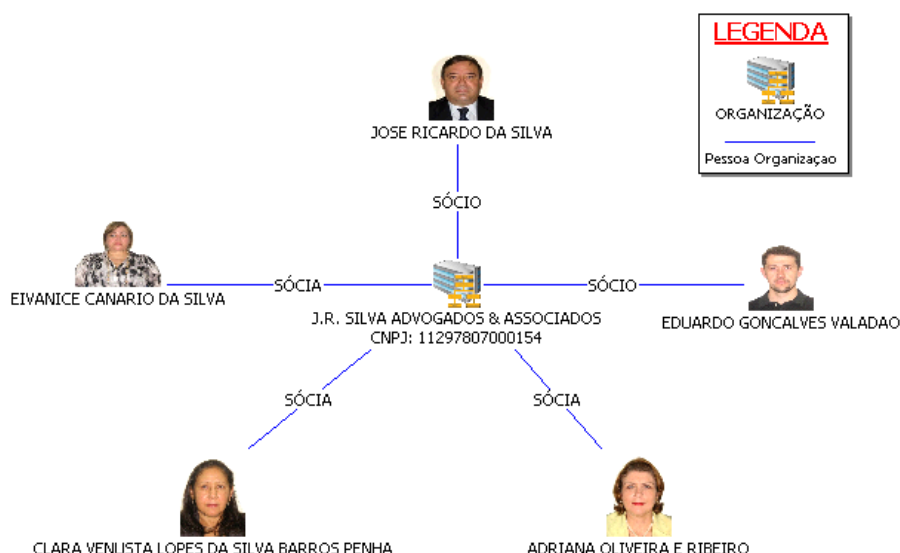 LEGENDA
ORGANIZAÇÃO
Pessoa Organizaçao
JOSE RICARDO DA SILVA
SÓCIO
EIVANICE CANARIO DA SILVA
SÓCIA
SÓCIO
EDUARDO GONCALVES VALADAO
J.R. SILVA ADVOGADOS & ASSOCIADOS
CNPJ: 11297807000154
SÓCIA
SÓCIA
CLARA VENUSTA LOPES DA SILVA BARROS PENHA
ADRIANA OLIVEIRA E RIBEIRO